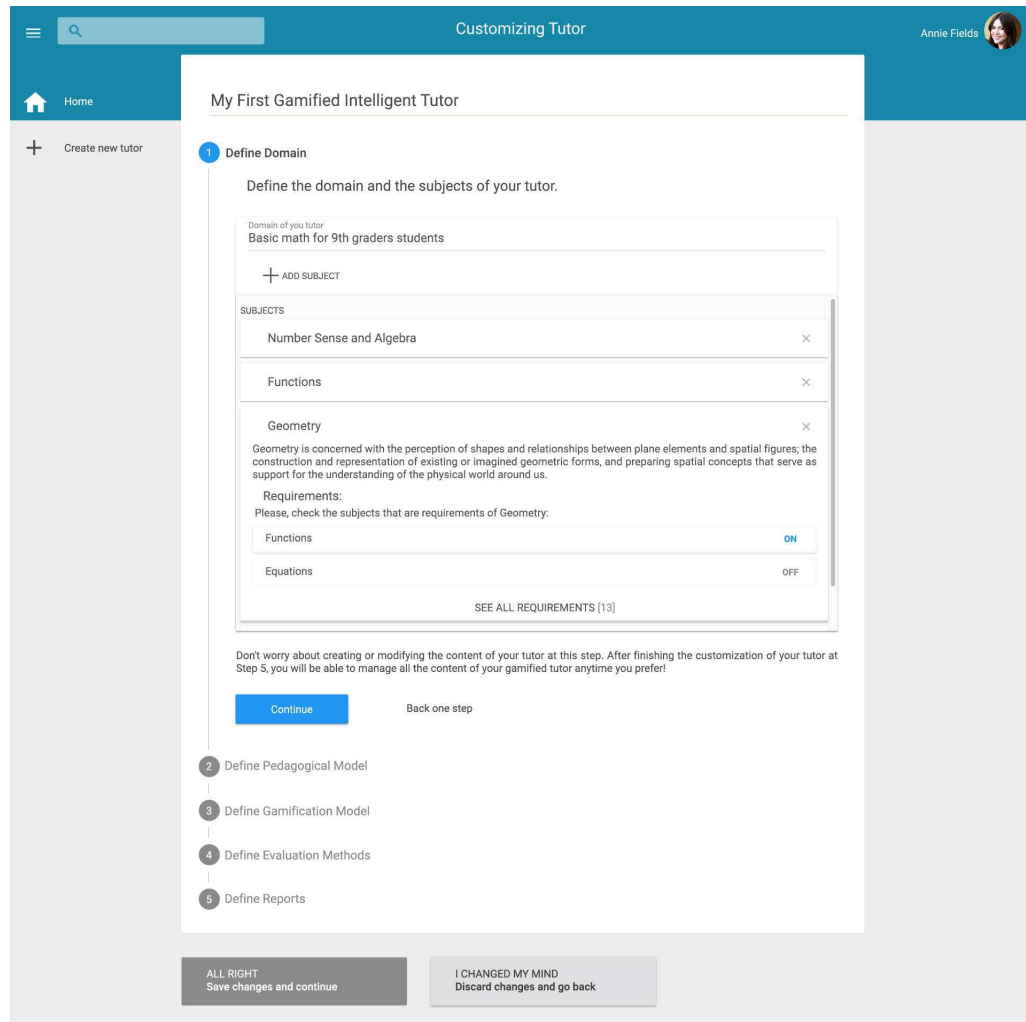 Customizing Tutor
Annie Fields
Home
My First Gamified Intelligent Tutor
Create new tutor
1 Define Domain
Define the domain and the subjects of your tutor.
Domain of you tutor
Basic math for 9th graders students
ADD SUBJECT
SUBJECTS
Number Sense and Algebra
Functions
Geometry
Geometry is concerned with the perception of shapes and relationships between plane elements and spatial figures; the
construction and representation of existing or imagined geometric forms, and preparing spatial concepts that serve as
support for the understanding of the physical world around us.
Requirements:
Please, check the subjects that are requirements of Geometry:
Functions ON
Equations OFF
SEE ALL REQUIREMENTS [13]
Don't worry about creating or modifying the content of your tutor at this step. After finishing the customization of your tutor at
Step 5, you will be able to manage all the content of your gamified tutor anytime you prefer!
Continue Back one step
2 Define Pedagogical Model
3 Define Gamification Model
4 Define Evaluation Methods
5 Define Reports
ALL RIGHT
Save changes and continue
I CHANGED MY MIND
Discard changes and go back